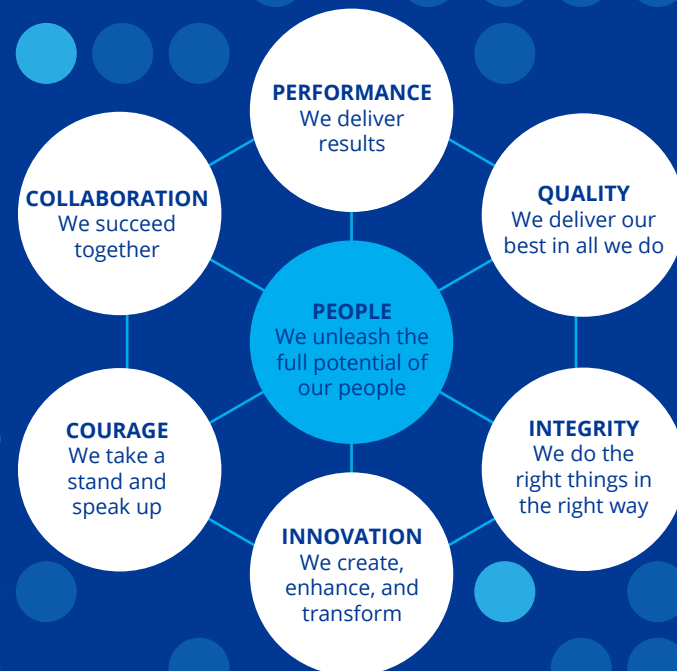 PERFORMANCE
We deliver
results
COLLABORATION
We succeed
together
QUALITY
We deliver our
best in all we do
PEOPLE
We unleash the
full potential of
our people
COURAGE
We take a
stand and
speak up
INTEGRITY
We do the
right things in
the right way
INNOVATION
We create,
enhance, and
transform